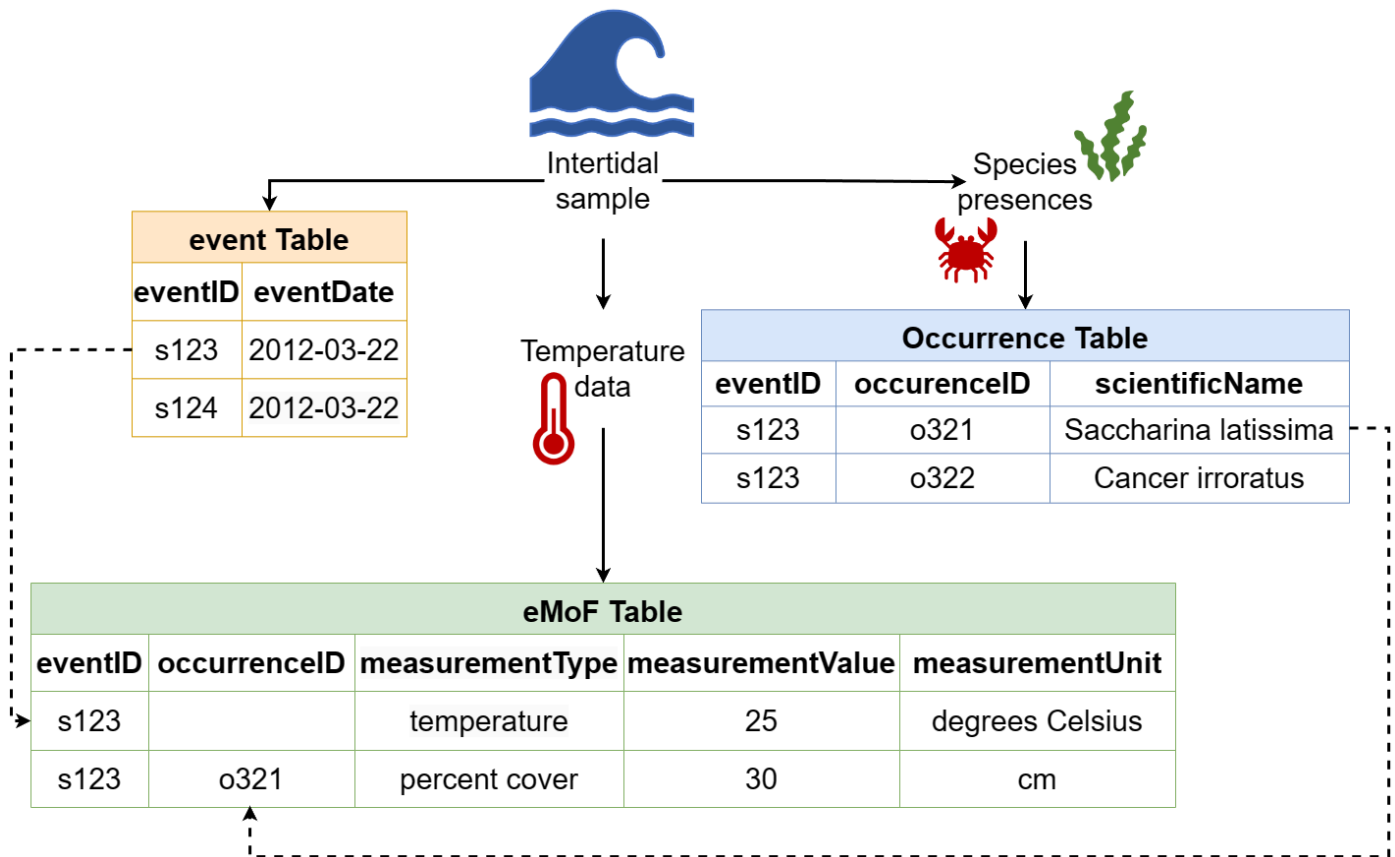 Intertidal
sample
Species
presences
event Table
eventID eventDate
s123 2012-03-22
s124 2012-03-22
Temperature
data
Occurrence Table
eventID occurenceID scientificName
s123 o321 Saccharina latissima
s123 o322 Cancer irroratus
eMoF Table
eventID occurrenceID measurementType measurementValue measurementUnit
s123 temperature 25 degrees Celsius
s123 o321 percent cover 30 cm